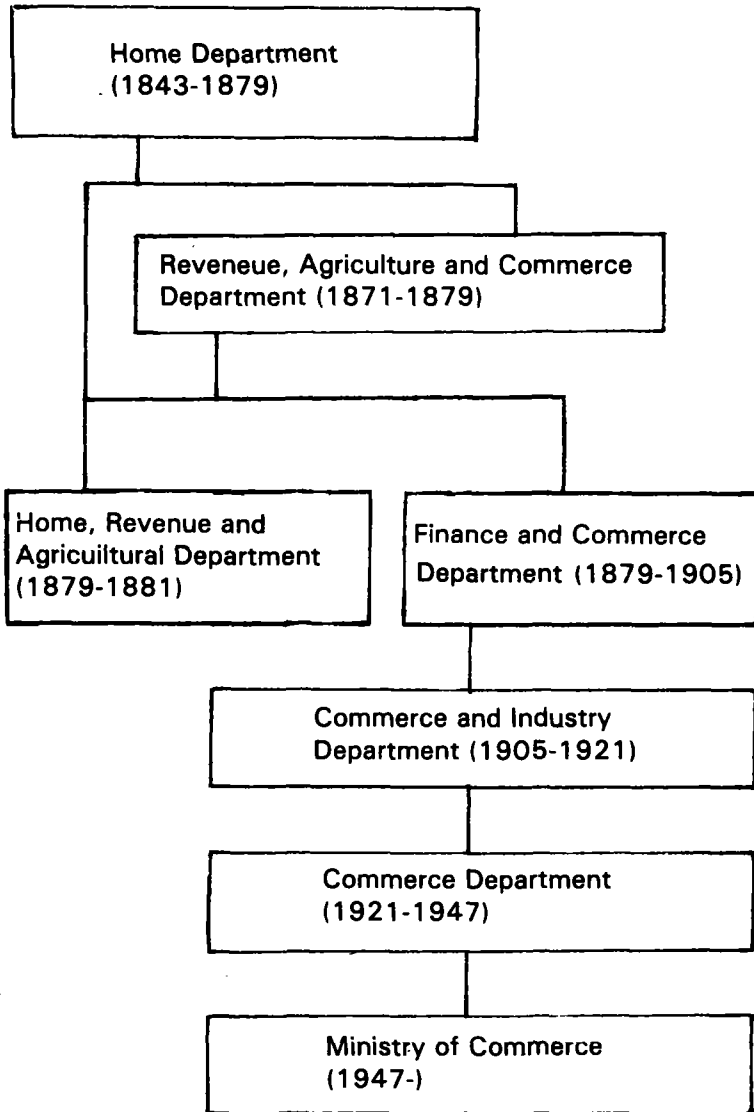 Home Department
(1843-1879)
Reveneue, Agriculture and Commerce
Department (1871-1879)
Home, Revenue and
Agricuiltural Department
(1879-1881)
Finance and Commerce
Department (1879-1905)
Commerce and Industry
Department (1905-1921)
Commerce Department
(1921-1947)
Ministry of Commerce
(1947-)